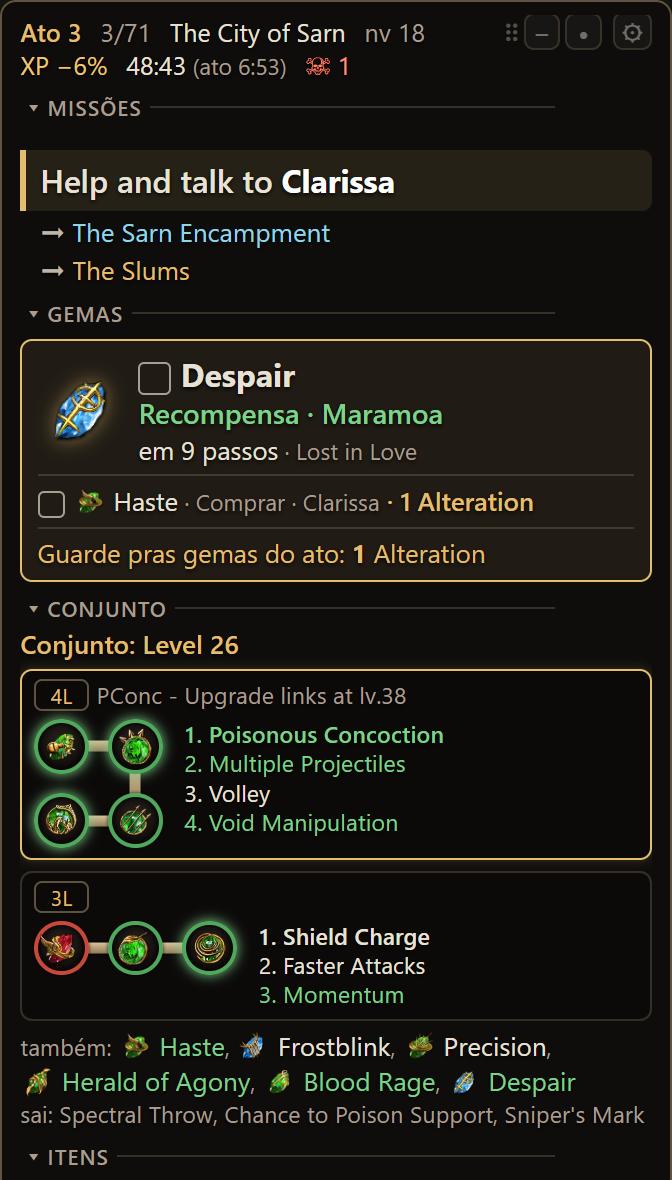 Ato 3 3/71 The City of Sarn nv 18
XP −6% 48:43 (ato 6:53) 1
MISSÕES
Help and talk to Clarissa
→ The Sarn Encampment
→ The Slums
GEMAS
Despair
Recompensa · Maramoa
em 9 passos · Lost in Love
Haste · Comprar · Clarissa · 1 Alteration
Guarde pras gemas do ato: 1 Alteration
CONJUNTO
Conjunto: Level 26
4L PConc - Upgrade links at lv.38
1. Poisonous Concoction
2. Multiple Projectiles
3. Volley
4. Void Manipulation
3L
1. Shield Charge
2. Faster Attacks
3. Momentum
também: Haste, Frostblink, Precision,
Herald of Agony, Blood Rage, Despair
sai: Spectral Throw, Chance to Poison Support, Sniper's Mark
ITENS